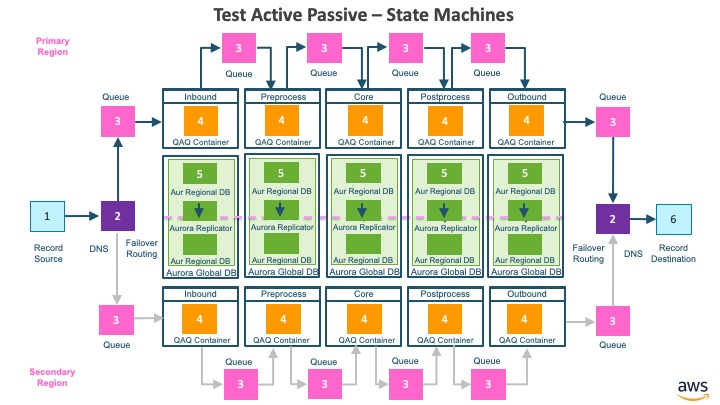 Test Active Passive – State Machines
Primary
Region
3
3
3
3
Queue
Queue
Queue
Queue
Queue
Queue
3
3
Inbound
Preprocess
Core
Postprocess
Outbound
4
4
4
4
4
QAQ Container
QAQ Container
QAQ Container
QAQ Container
QAQ Container
5
5
5
5
5
Aur Regional DB
Aur Regional DB
Aur Regional DB
Aur Regional DB
Aur Regional DB
1
2
2
6
Aurora Replicator
Aurora Replicator
Aurora Replicator
Aurora Replicator
Aurora Replicator
Record
Source
DNS
Failover
Routing
Failover
Routing
DNS
Record
Destination
Aur Regional DB
Aur Regional DB
Aur Regional DB
Aur Regional DB
Aur Regional DB
Aurora Global DB
Aurora Global DB
Aurora Global DB
Aurora Global DB
Aurora Global DB
Inbound
Preprocess
Core
Postprocess
Outbound
3
4
4
4
4
4
3
QAQ Container
QAQ Container
QAQ Container
QAQ Container
QAQ Container
Queue
Queue
Queue
Queue
Queue
Queue
Secondary
Region
3
3
3
3
aws